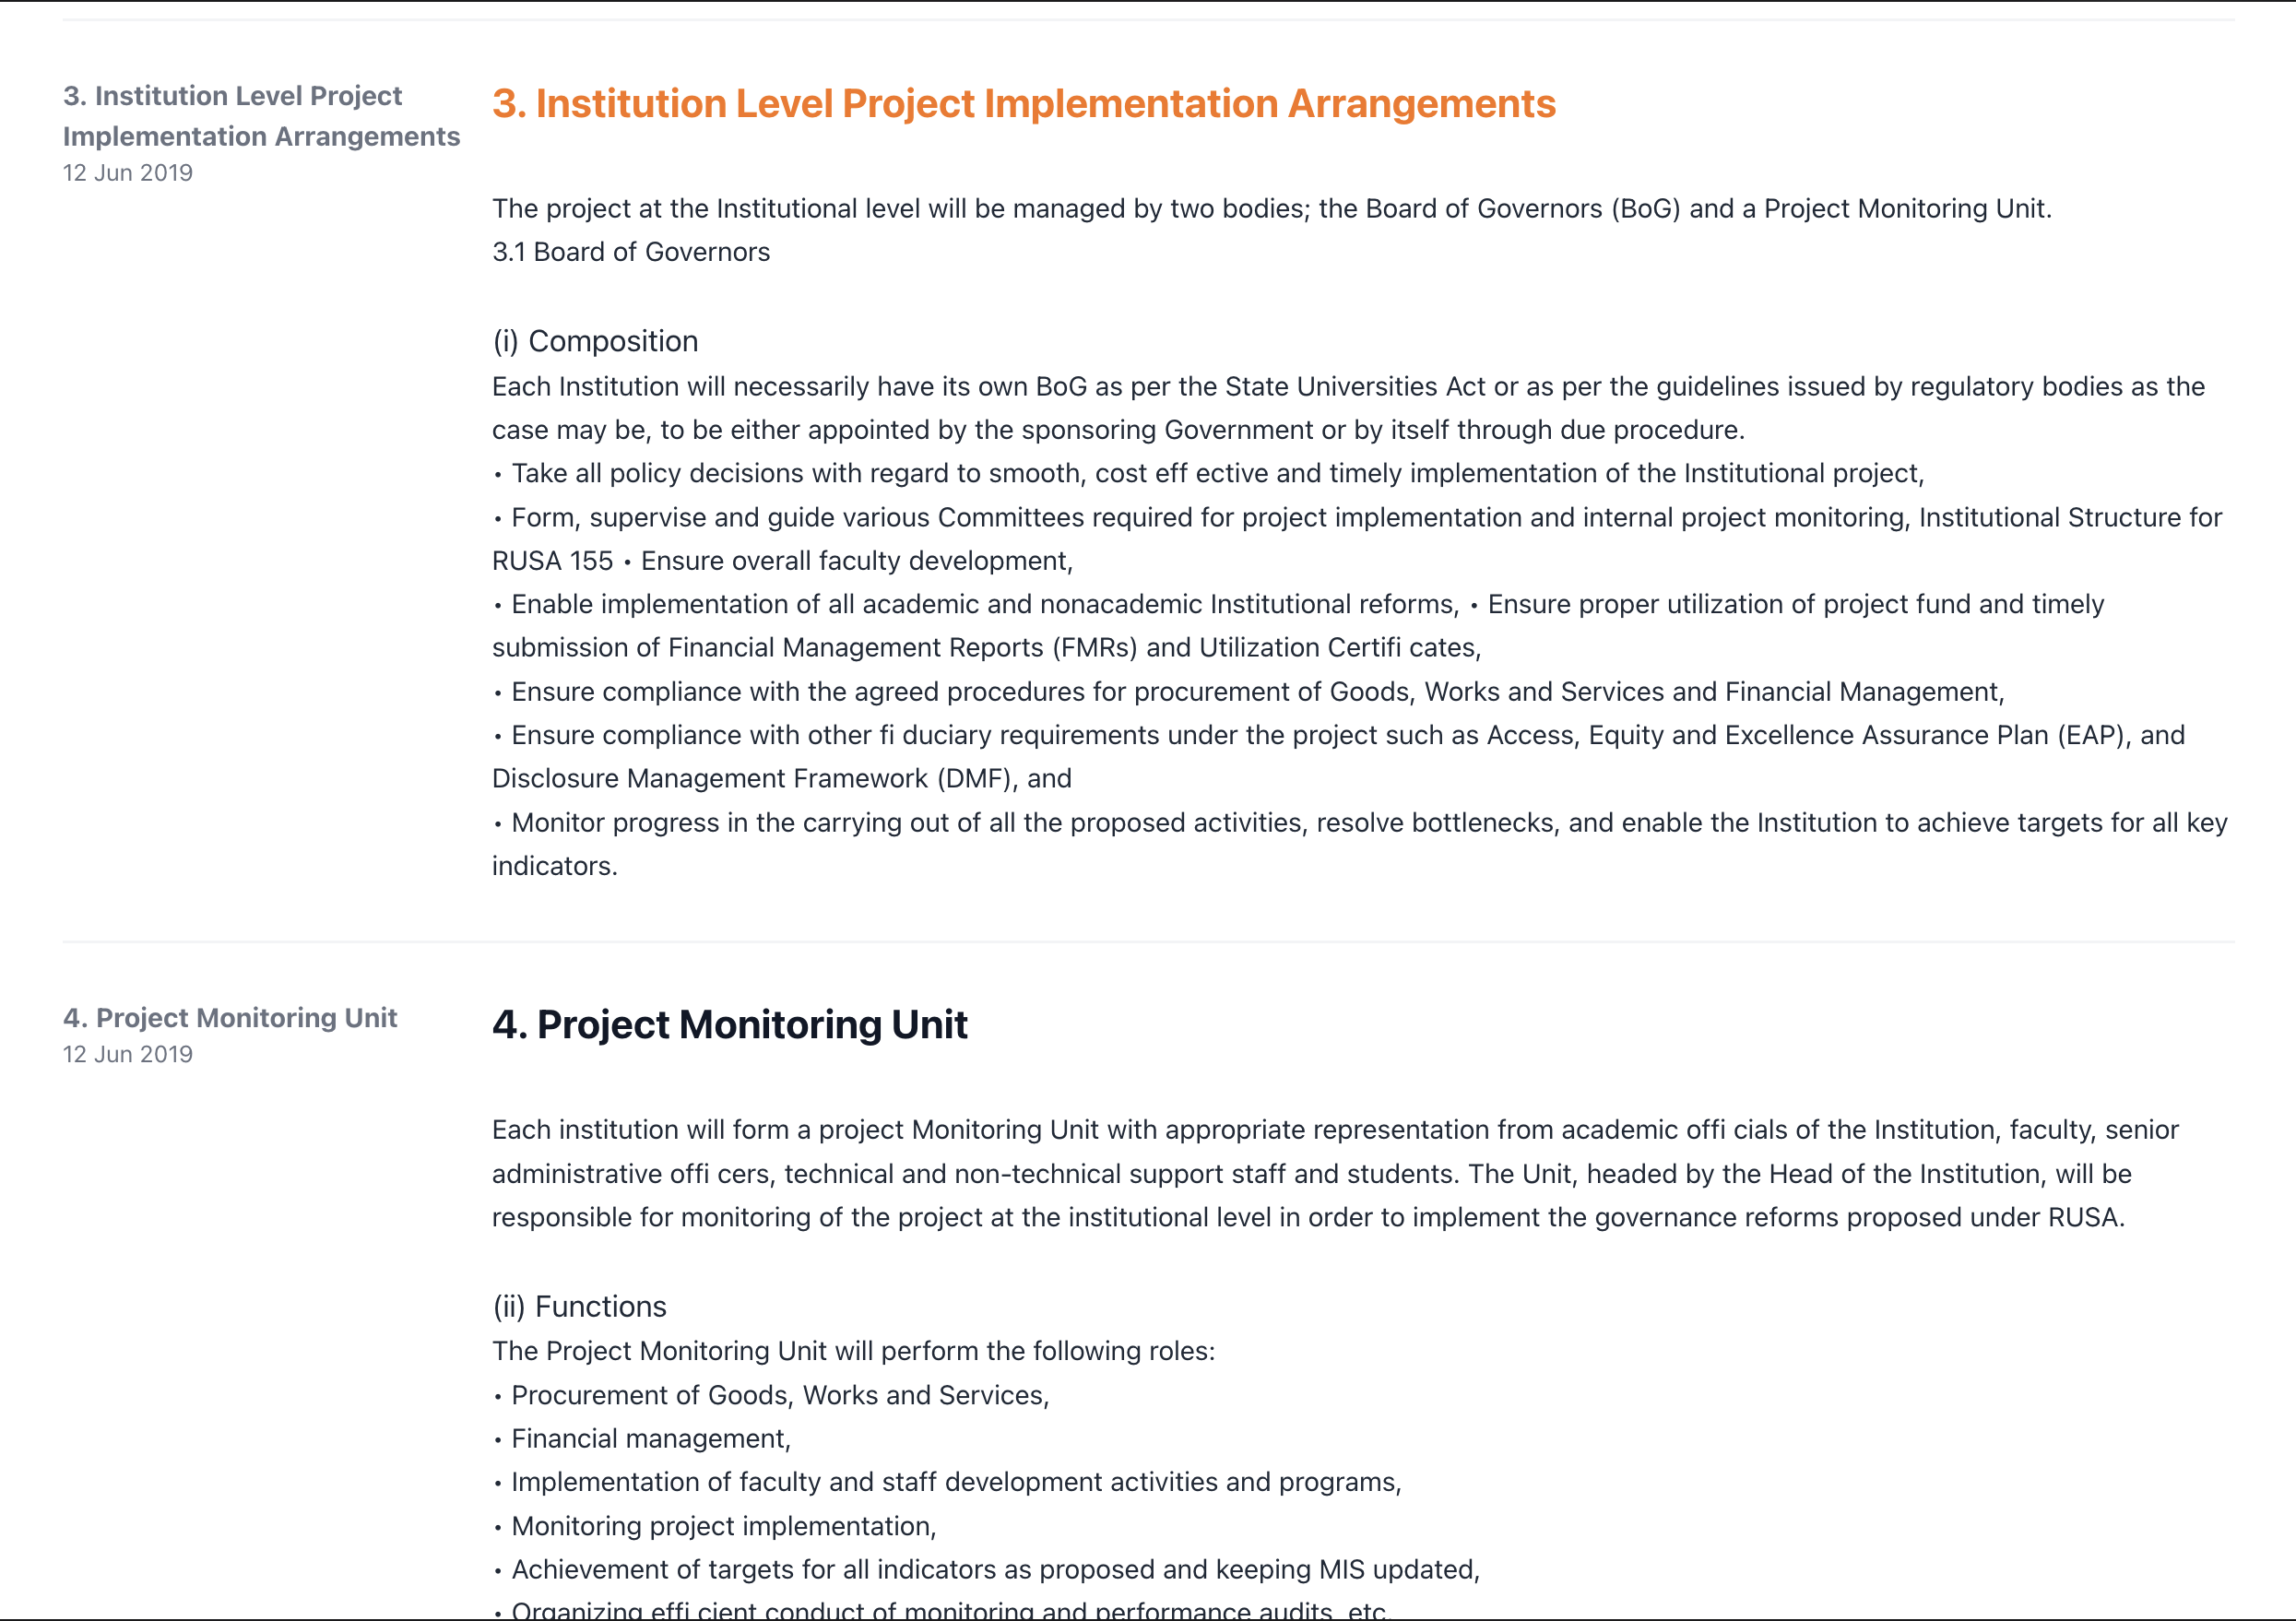 3. Institution Level Project
Implementation Arrangements
12 Jun 2019
3. Institution Level Project Implementation Arrangements
The project at the Institutional level will be managed by two bodies; the Board of Governors (BoG) and a Project Monitoring Unit.
3.1 Board of Governors
(i) Composition
Each Institution will necessarily have its own BoG as per the State Universities Act or as per the guidelines issued by regulatory bodies as the
case may be, to be either appointed by the sponsoring Government or by itself through due procedure.
• Take all policy decisions with regard to smooth, cost eff ective and timely implementation of the Institutional project,
• Form, supervise and guide various Committees required for project implementation and internal project monitoring, Institutional Structure for
RUSA 155 • Ensure overall faculty development,
• Enable implementation of all academic and nonacademic Institutional reforms, • Ensure proper utilization of project fund and timely
submission of Financial Management Reports (FMRs) and Utilization Certifi cates,
• Ensure compliance with the agreed procedures for procurement of Goods, Works and Services and Financial Management,
• Ensure compliance with other fi duciary requirements under the project such as Access, Equity and Excellence Assurance Plan (EAP), and
Disclosure Management Framework (DMF), and
• Monitor progress in the carrying out of all the proposed activities, resolve bottlenecks, and enable the Institution to achieve targets for all key
indicators.
4. Project Monitoring Unit
12 Jun 2019
4. Project Monitoring Unit
Each institution will form a project Monitoring Unit with appropriate representation from academic offi cials of the Institution, faculty, senior
administrative offi cers, technical and non-technical support staff and students. The Unit, headed by the Head of the Institution, will be
responsible for monitoring of the project at the institutional level in order to implement the governance reforms proposed under RUSA.
(ii) Functions
The Project Monitoring Unit will perform the following roles:
• Procurement of Goods, Works and Services,
• Financial management,
• Implementation of faculty and staff development activities and programs,
• Monitoring project implementation,
• Achievement of targets for all indicators as proposed and keeping MIS updated,
• Organizing effi cient conduct of monitoring and performance audits, etc.